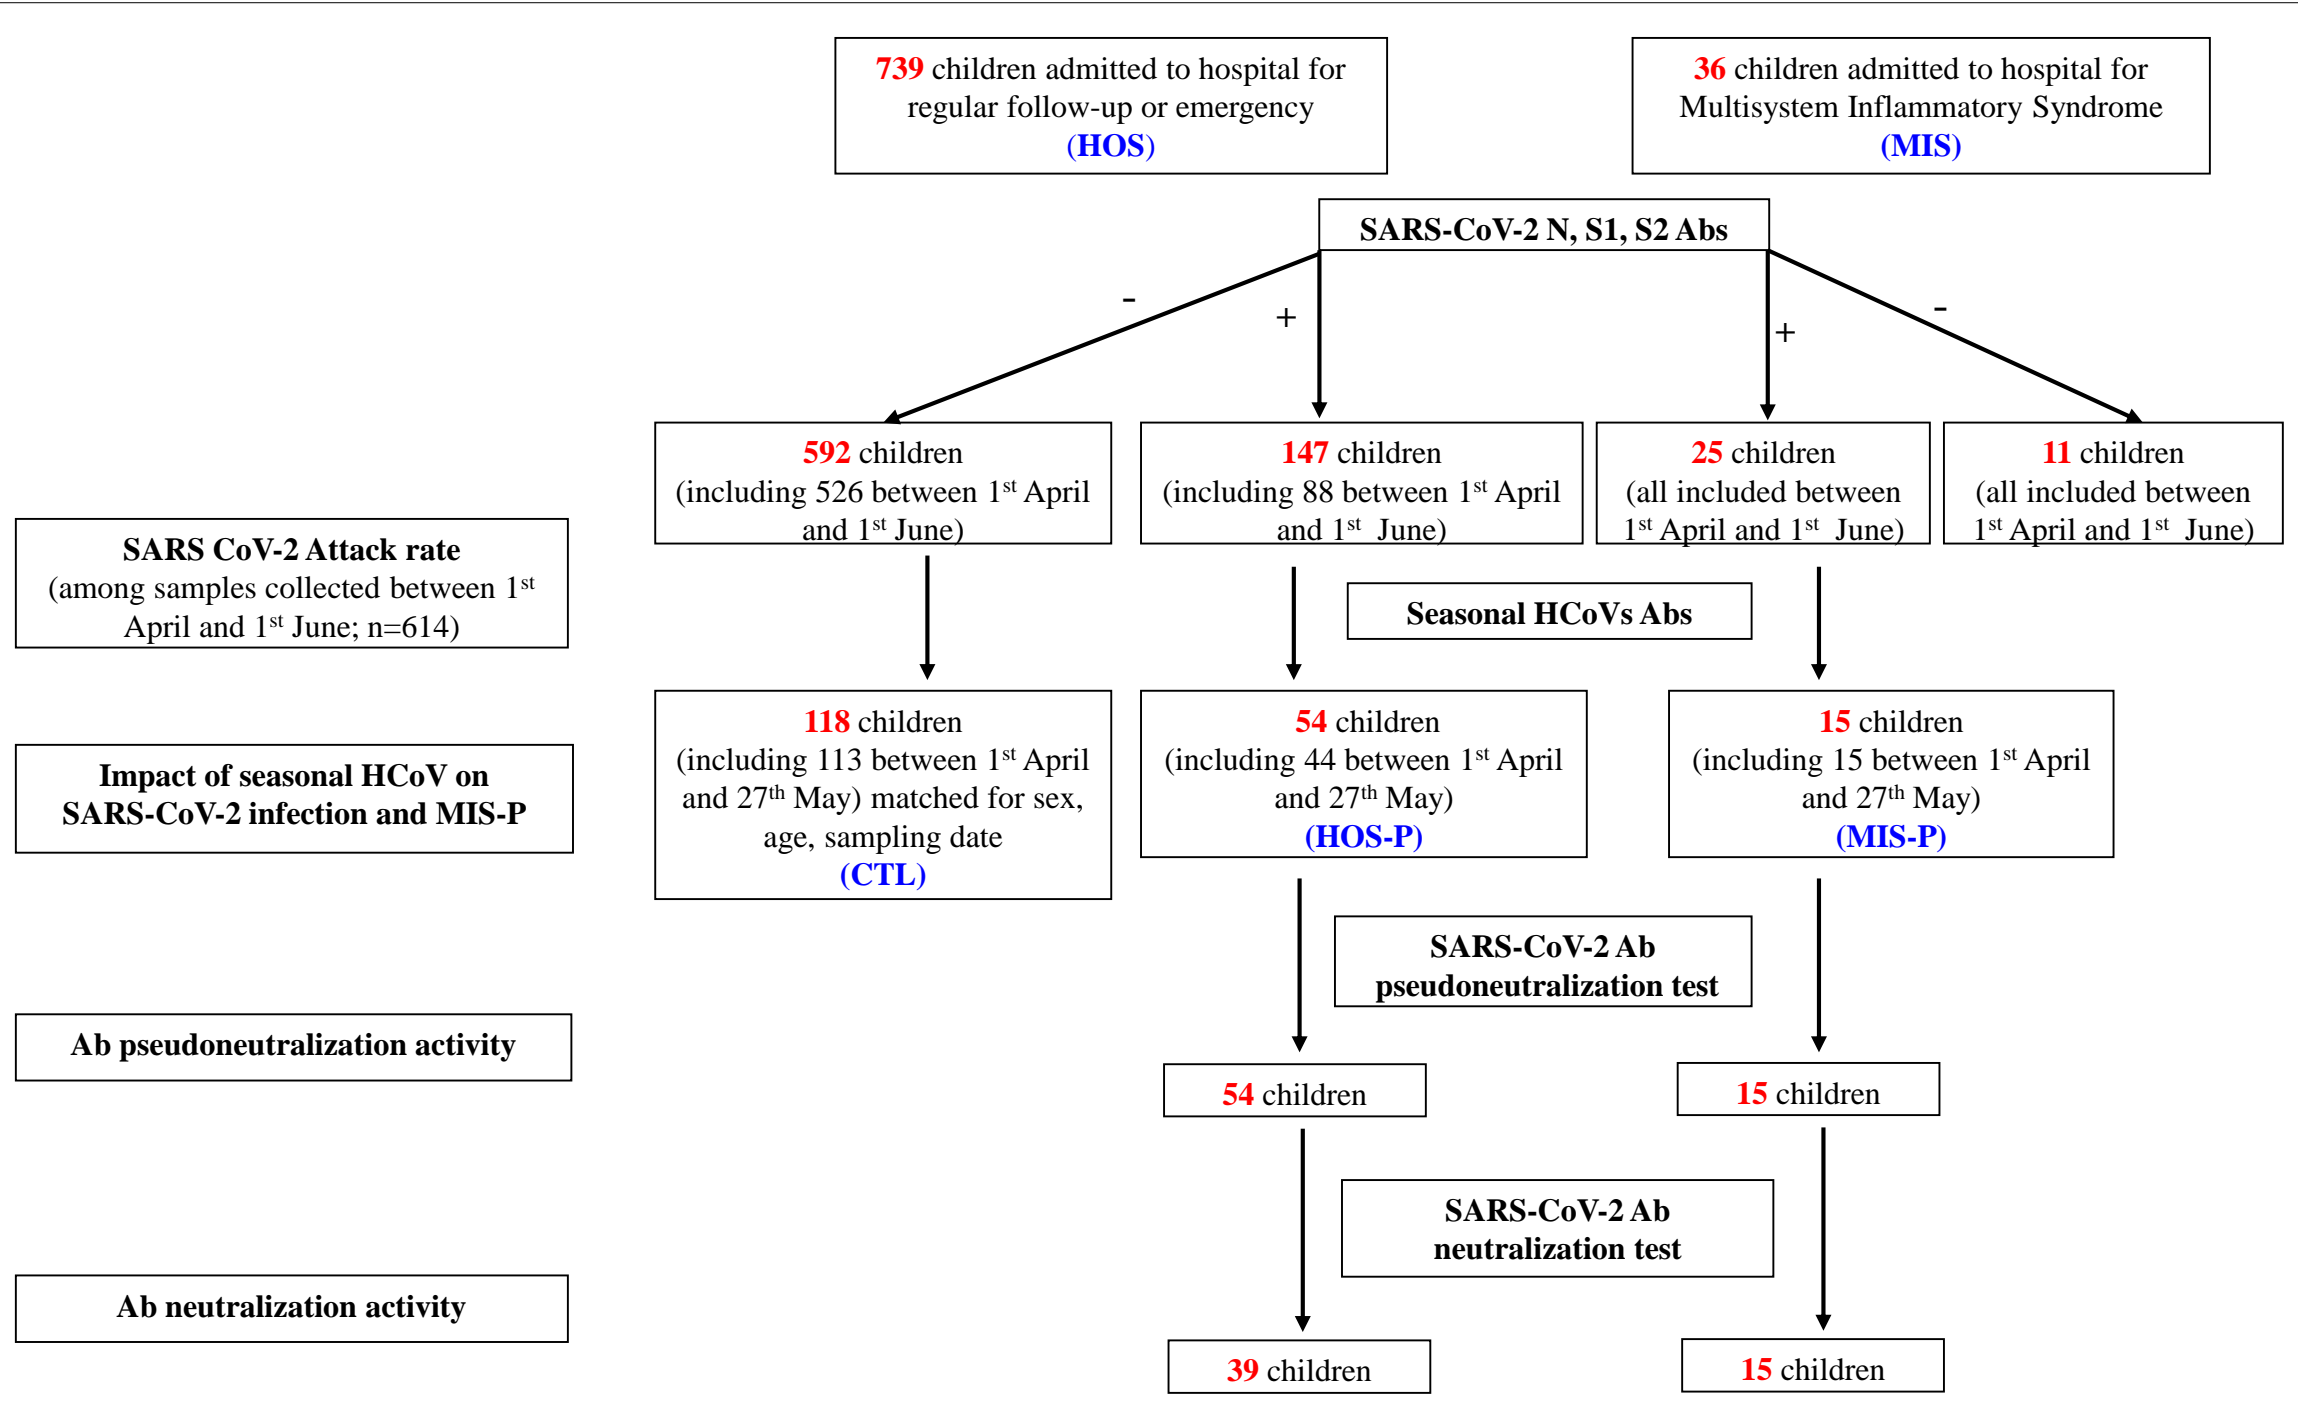 739 children admitted to hospital for
regular follow-up or emergency
(HOS)
36 children admitted to hospital for
Multisystem Inflammatory Syndrome
(MIS)
SARS-CoV-2 N, S1, S2 Abs
-
+
+
-
592 children
(including 526 between 1st April
and 1st June)
147 children
(including 88 between 1st April
and 1st June)
25 children
(all included between
1st April and 1st June)
11 children
(all included between
1st April and 1st June)
SARS CoV-2 Attack rate
(among samples collected between 1st
April and 1st June; n=614)
Seasonal HCoVs Abs
118 children
(including 113 between 1st April
and 27th May) matched for sex,
age, sampling date
(CTL)
54 children
(including 44 between 1st April
and 27th May)
(HOS-P)
15 children
(including 15 between 1st April
and 27th May)
(MIS-P)
Impact of seasonal HCoV on
SARS-CoV-2 infection and MIS-P
SARS-CoV-2 Ab
pseudoneutralization test
Ab pseudoneutralization activity
54 children
15 children
SARS-CoV-2 Ab
neutralization test
Ab neutralization activity
39 children
15 children